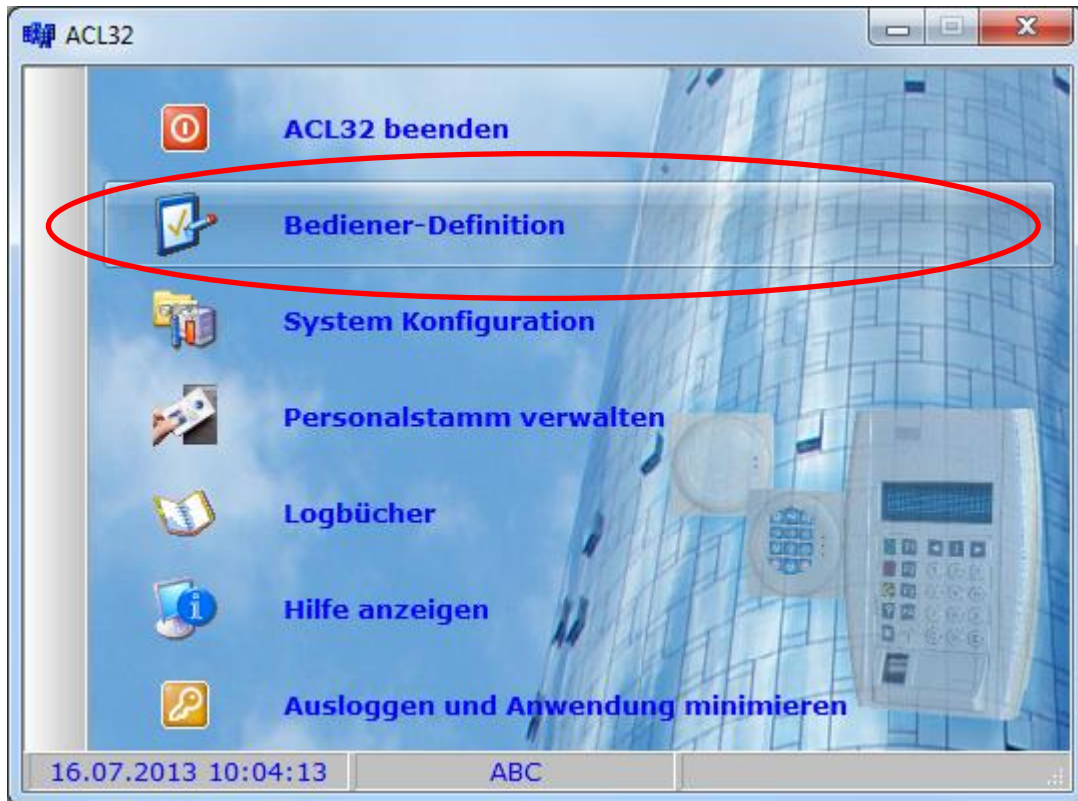 ACL32
ACL32 beenden
Bediener-Definition
System Konfiguration
Personalstamm verwalten
Logbücher
Hilfe anzeigen
Ausloggen und Anwendung minimieren
16.07.2013 10:04:13 ABC